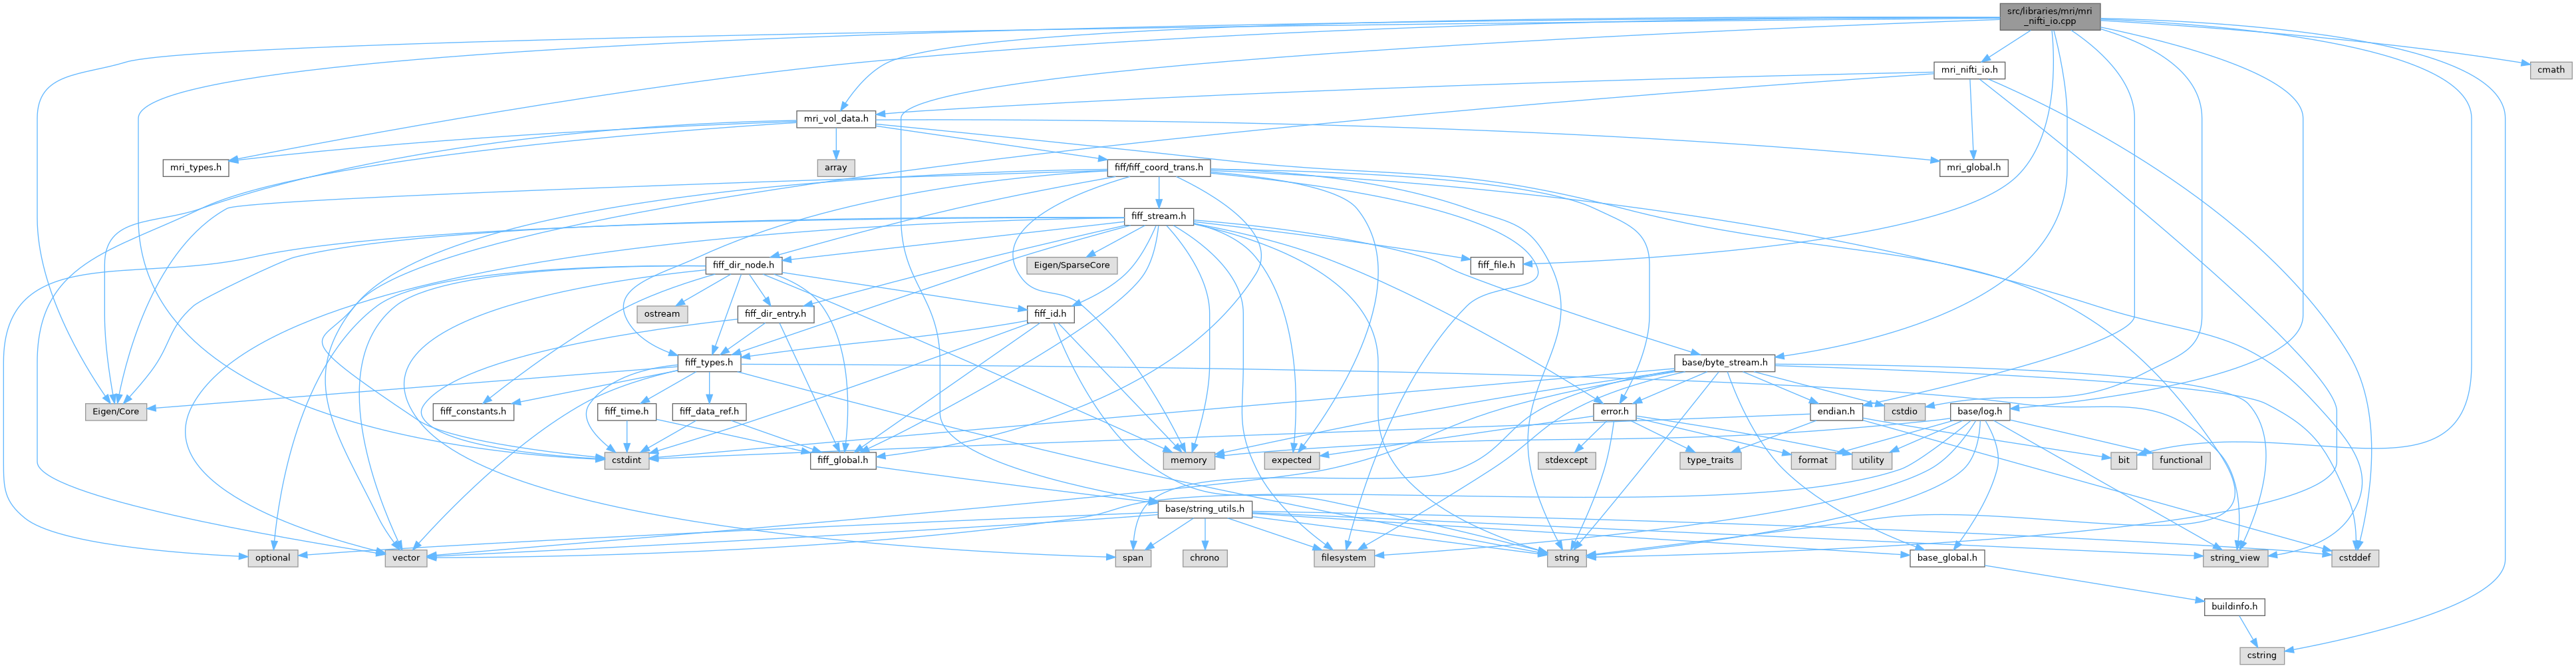 src/libraries/mri/mri
_nifti_io.cpp
mri_nifti_io.h
cmath
mri_vol_data.h
mri_types.h
array
fiff/fiff_coord_trans.h
mri_global.h
fiff_stream.h
fiff_dir_node.h
Eigen/SparseCore
fiff_file.h
ostream
fiff_dir_entry.h
fiff_id.h
fiff_types.h
base/byte_stream.h
Eigen/Core
fiff_constants.h
fiff_time.h
fiff_data_ref.h
error.h
endian.h
cstdio
base/log.h
cstdint
fiff_global.h
memory
expected
stdexcept
type_traits
format
utility
bit
functional
base/string_utils.h
optional
vector
span
chrono
filesystem
string
base_global.h
string_view
cstddef
buildinfo.h
cstring